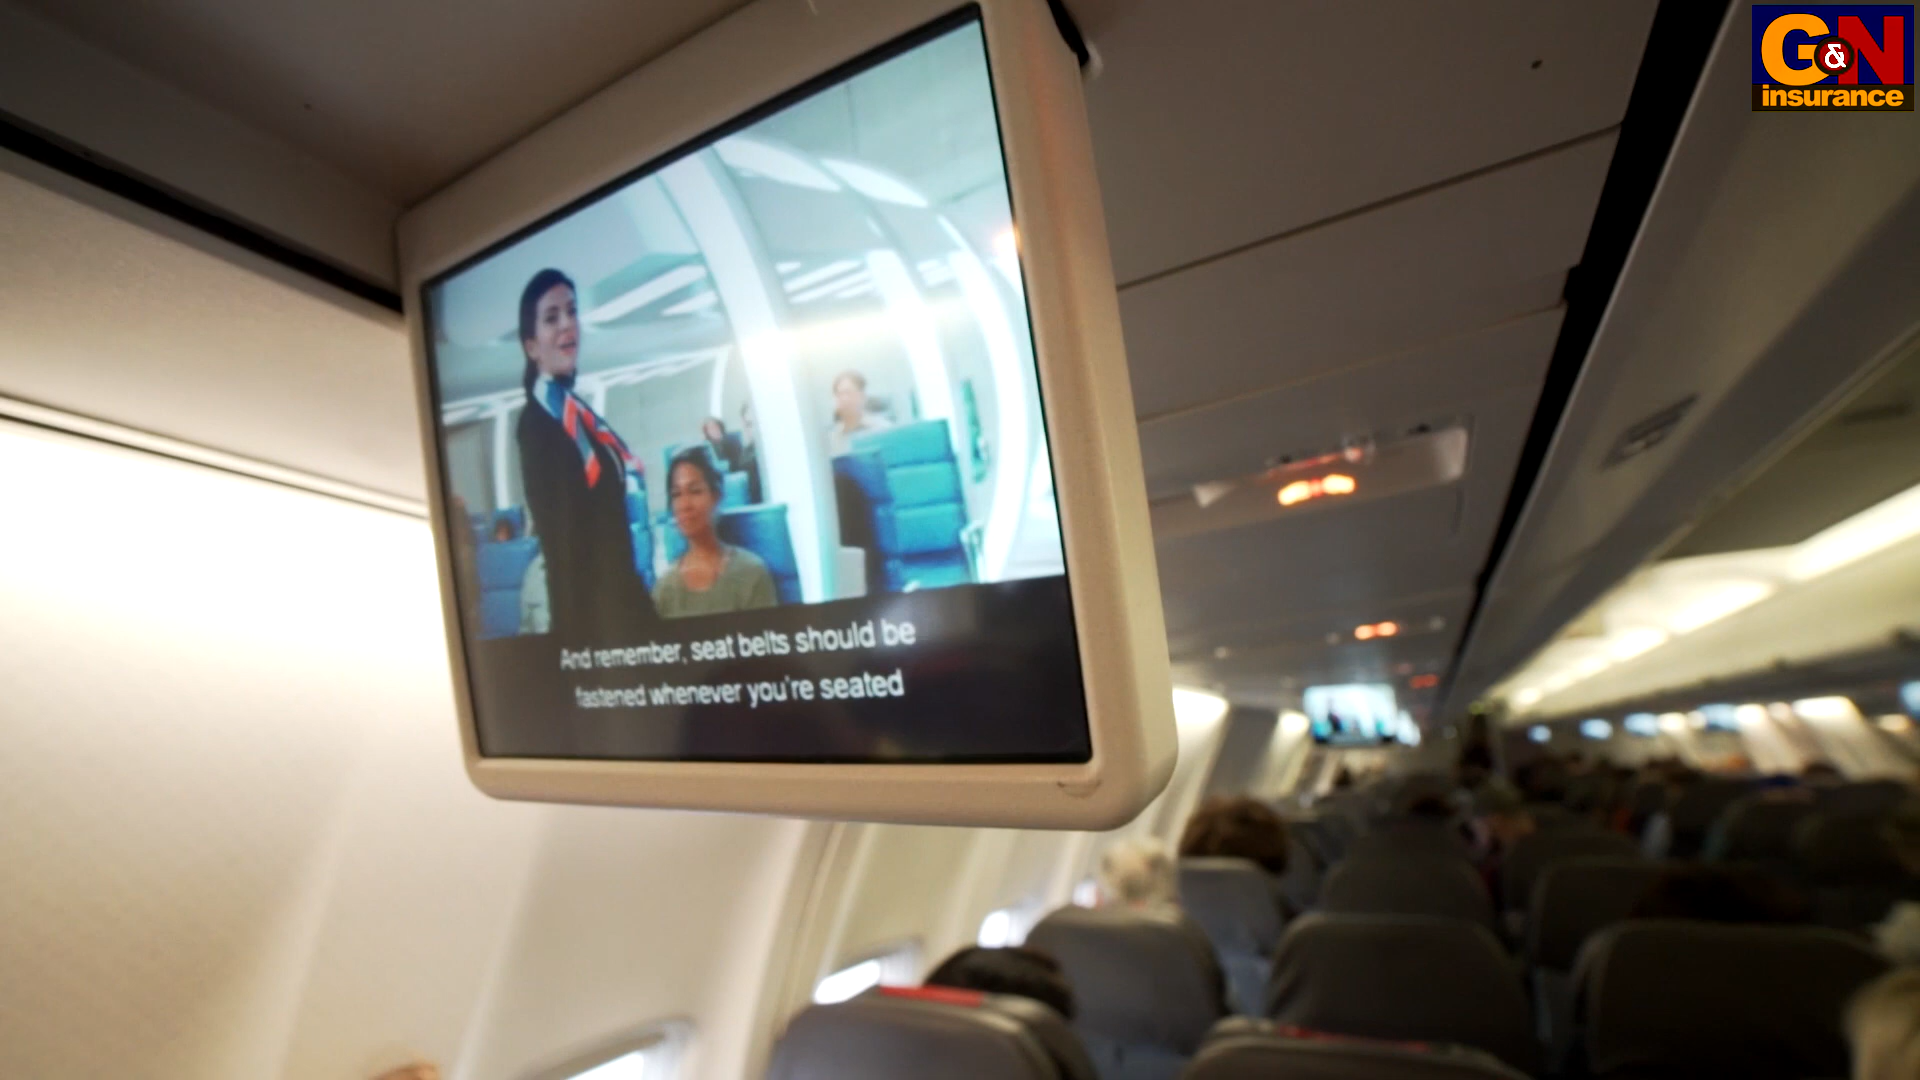 G&N
insurance
And remember, seat belts should be
fastened whenever you're seated